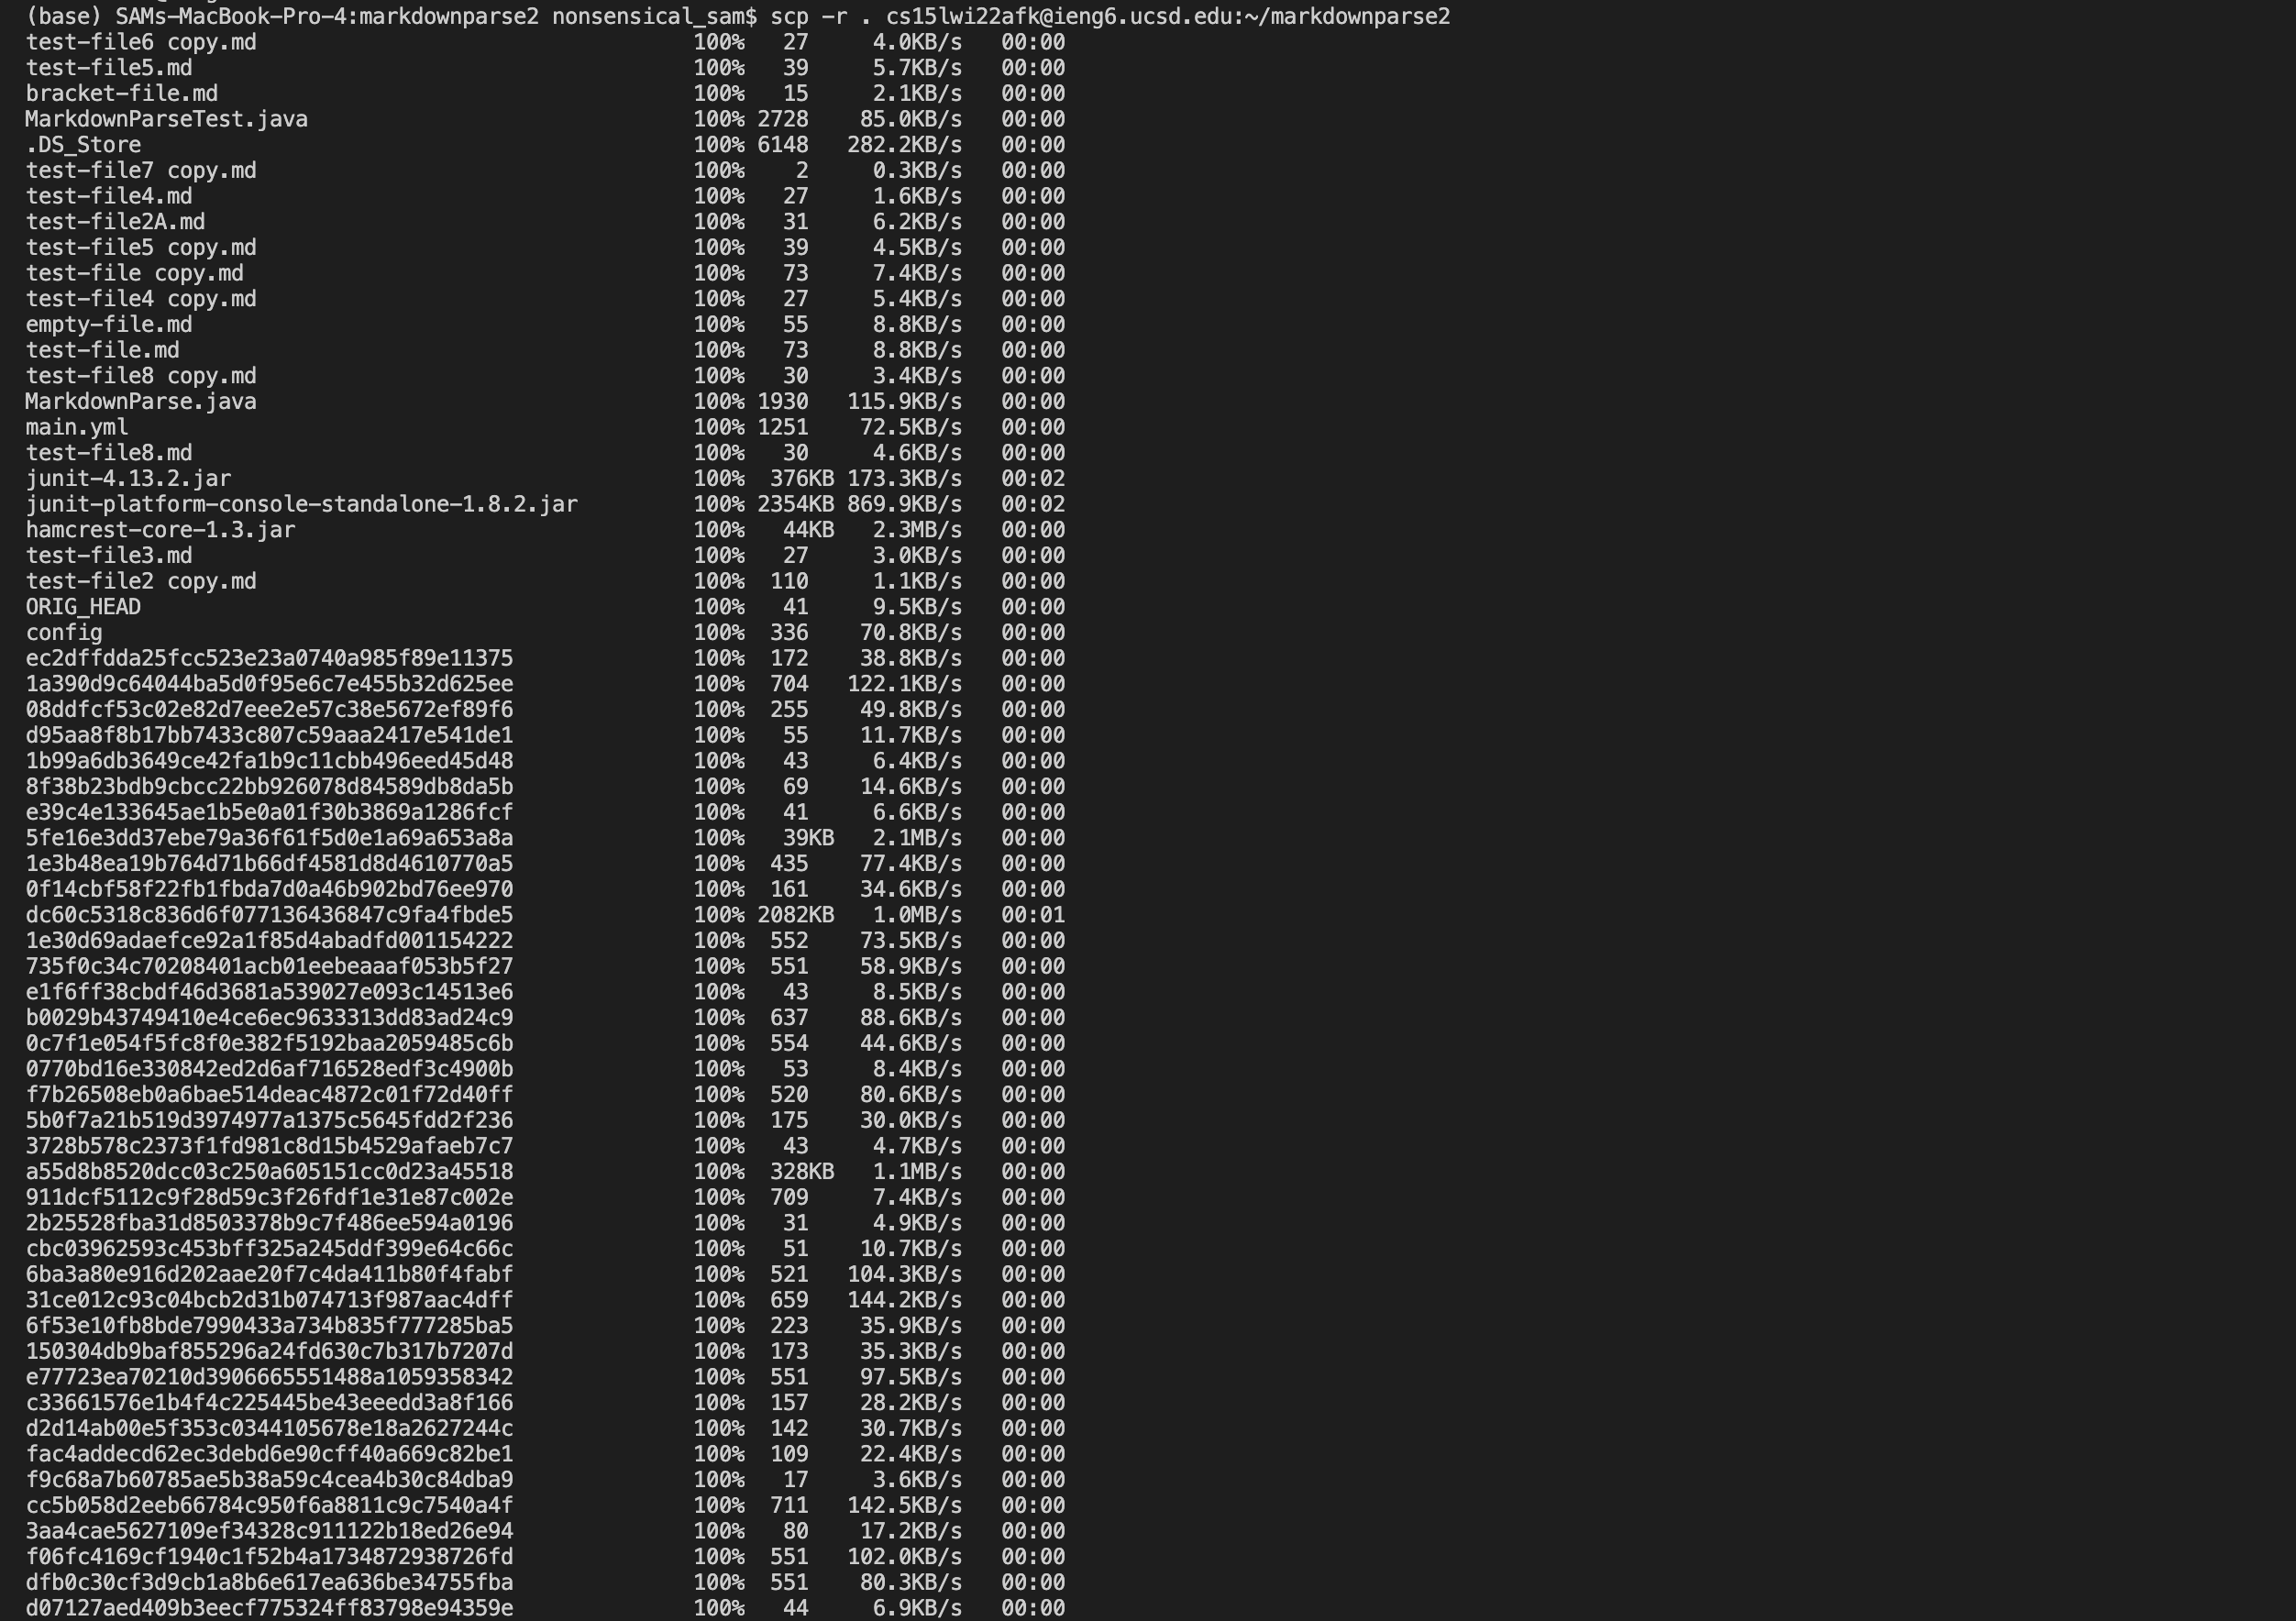 (base) SAMs-MacBook-Pro-4:markdownparse2 nonsensical_sam$ scp -r . cs15lwi22afk@ieng6.ucsd.edu:~/markdownparse2
test-file6 copy.md 100% 27 4.0KB/s 00:00
test-file5.md 100% 39 5.7KB/s 00:00
bracket-file.md 100% 15 2.1KB/s 00:00
MarkdownParseTest.java 100% 2728 85.0KB/s 00:00
.DS_Store 100% 6148 282.2KB/s 00:00
test-file7 copy.md 100% 2 0.3KB/s 00:00
test-file4.md 100% 27 1.6KB/s 00:00
test-file2A.md 100% 31 6.2KB/s 00:00
test-file5 copy.md 100% 39 4.5KB/s 00:00
test-file copy.md 100% 73 7.4KB/s 00:00
test-file4 copy.md 100% 27 5.4KB/s 00:00
empty-file.md 100% 55 8.8KB/s 00:00
test-file.md 100% 73 8.8KB/s 00:00
test-file8 copy.md 100% 30 3.4KB/s 00:00
MarkdownParse.java 100% 1930 115.9KB/s 00:00
main.yml 100% 1251 72.5KB/s 00:00
test-file8.md 100% 30 4.6KB/s 00:00
junit-4.13.2.jar 100% 376KB 173.3KB/s 00:02
junit-platform-console-standalone-1.8.2.jar 100% 2354KB 869.9KB/s 00:02
hamcrest-core-1.3.jar 100% 44KB 2.3MB/s 00:00
test-file3.md 100% 27 3.0KB/s 00:00
test-file2 copy.md 100% 110 1.1KB/s 00:00
ORIG_HEAD 100% 41 9.5KB/s 00:00
config 100% 336 70.8KB/s 00:00
ec2dffdda25fcc523e23a0740a985f89e11375 100% 172 38.8KB/s 00:00
1a390d9c64044ba5d0f95e6c7e455b32d625ee 100% 704 122.1KB/s 00:00
08ddfcf53c02e82d7eee2e57c38e5672ef89f6 100% 255 49.8KB/s 00:00
d95aa8f8b17bb7433c807c59aaa2417e541de1 100% 55 11.7KB/s 00:00
1b99a6db3649ce42fa1b9c11cbb496eed45d48 100% 43 6.4KB/s 00:00
8f38b23bdb9cbcc22bb926078d84589db8da5b 100% 69 14.6KB/s 00:00
e39c4e133645ae1b5e0a01f30b3869a1286fcf 100% 41 6.6KB/s 00:00
5fe16e3dd37ebe79a36f61f5d0e1a69a653a8a 100% 39KB 2.1MB/s 00:00
1e3b48ea19b764d71b66df4581d8d4610770a5 100% 435 77.4KB/s 00:00
0f14cbf58f22fb1fbda7d0a46b902bd76ee970 100% 161 34.6KB/s 00:00
dc60c5318c836d6f077136436847c9fa4fbde5 100% 2082KB 1.0MB/s 00:01
1e30d69adaefce92a1f85d4abadfd001154222 100% 552 73.5KB/s 00:00
735f0c34c70208401acb01eebeaaaf053b5f27 100% 551 58.9KB/s 00:00
e1f6ff38cbdf46d3681a539027e093c14513e6 100% 43 8.5KB/s 00:00
b0029b43749410e4ce6ec9633313dd83ad24c9 100% 637 88.6KB/s 00:00
0c7f1e054f5fc8f0e382f5192baa2059485c6b 100% 554 44.6KB/s 00:00
0770bd16e330842ed2d6af716528edf3c4900b 100% 53 8.4KB/s 00:00
f7b26508eb0a6bae514deac4872c01f72d40ff 100% 520 80.6KB/s 00:00
5b0f7a21b519d3974977a1375c5645fdd2f236 100% 175 30.0KB/s 00:00
3728b578c2373f1fd981c8d15b4529afaeb7c7 100% 43 4.7KB/s 00:00
a55d8b8520dcc03c250a605151cc0d23a45518 100% 328KB 1.1MB/s 00:00
911dcf5112c9f28d59c3f26fdf1e31e87c002e 100% 709 7.4KB/s 00:00
2b25528fba31d8503378b9c7f486ee594a0196 100% 31 4.9KB/s 00:00
cbc03962593c453bff325a245ddf399e64c66c 100% 51 10.7KB/s 00:00
6ba3a80e916d202aae20f7c4da411b80f4fabf 100% 521 104.3KB/s 00:00
31ce012c93c04bcb2d31b074713f987aac4dff 100% 659 144.2KB/s 00:00
6f53e10fb8bde7990433a734b835f777285ba5 100% 223 35.9KB/s 00:00
150304db9baf855296a24fd630c7b317b7207d 100% 173 35.3KB/s 00:00
e77723ea70210d3906665551488a1059358342 100% 551 97.5KB/s 00:00
c33661576e1b4f4c225445be43eeedd3a8f166 100% 157 28.2KB/s 00:00
d2d14ab00e5f353c0344105678e18a2627244c 100% 142 30.7KB/s 00:00
fac4addecd62ec3debd6e90cff40a669c82be1 100% 109 22.4KB/s 00:00
f9c68a7b60785ae5b38a59c4cea4b30c84dba9 100% 17 3.6KB/s 00:00
cc5b058d2eeb66784c950f6a8811c9c7540a4f 100% 711 142.5KB/s 00:00
3aa4cae5627109ef34328c911122b18ed26e94 100% 80 17.2KB/s 00:00
f06fc4169cf1940c1f52b4a1734872938726fd 100% 551 102.0KB/s 00:00
dfb0c30cf3d9cb1a8b6e617ea636be34755fba 100% 551 80.3KB/s 00:00
d07127aed409b3eecf775324ff83798e94359e 100% 44 6.9KB/s 00:00